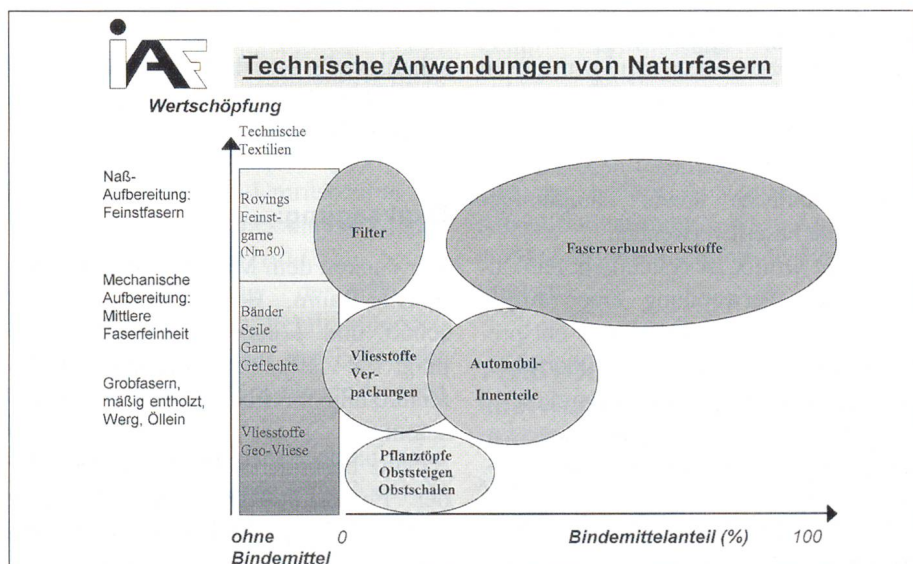 iAF
Technische Anwendungen von Naturfasern
Wertschöpfung
Technische
Textilien
Naß-
Aufbereitung:
Feinstfasern
Rovings
Feinst-
garne
(Nm 30)
Filter
Faserverbundwerkstoffe
Mechanische
Aufbereitung:
Mittlere
Faserfeinheit
Bänder
Seile
Garne
Geflechte
Vliesstoffe
Ver-
packungen
Automobil-
Innenteile
Grobfasern,
mäßig entholzt,
Werg, Öllein
Vliesstoffe
Geo-Vliese
Pflanztöpfe
Obststeigen
Obstschalen
ohne
Bindemittel
0
Bindemittelanteil (%)
100